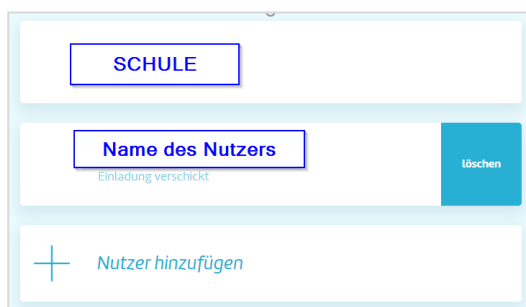 SCHULE
Name des Nutzers
Einladung verschickt
löschen
Nutzer hinzufügen